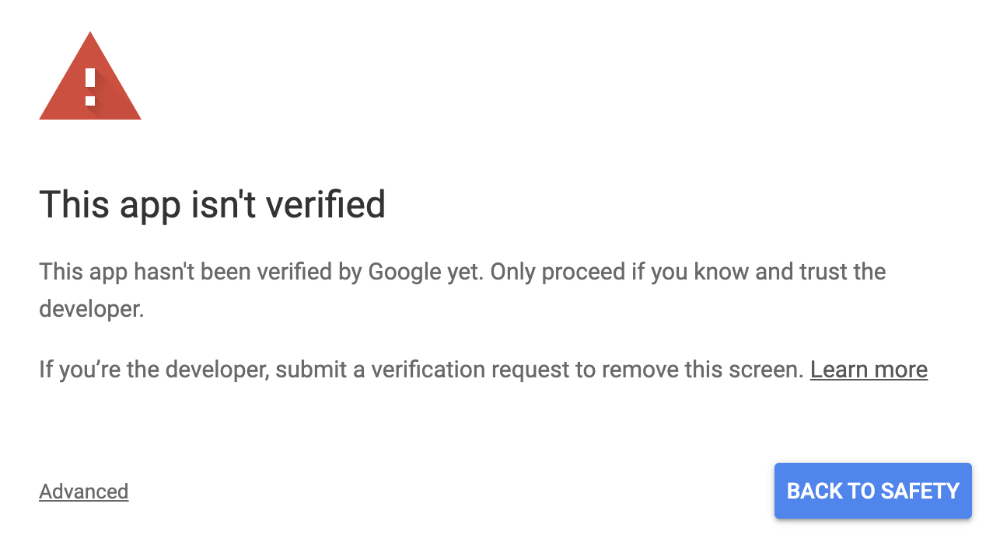 This app isn't verified
This app hasn't been verified by Google yet. Only proceed if you know and trust the
developer.
If you’re the developer, submit a verification request to remove this screen. Learn more
Advanced
BACK TO SAFETY